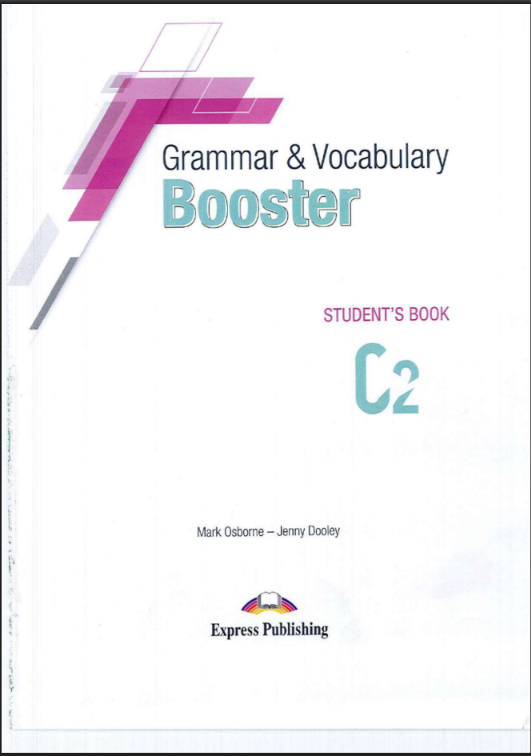 Grammar & Vocabulary
Booster
STUDENT'S BOOK
C2
Mark Osborne – Jenny Dooley
Express Publishing